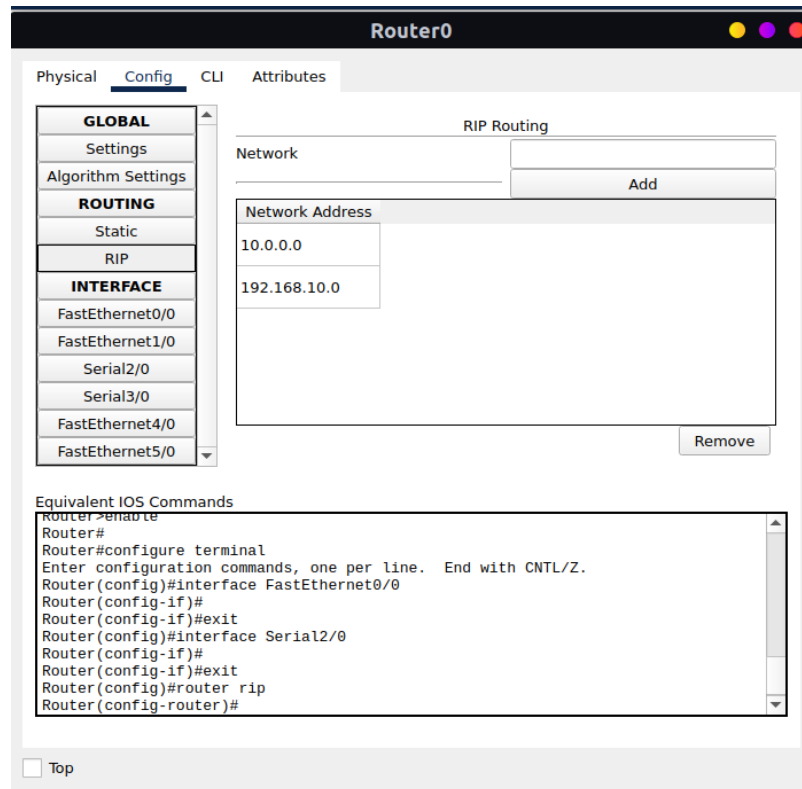 Router0
Physical Config CLI Attributes
GLOBAL
Settings
Algorithm Settings
ROUTING
Static
RIP
INTERFACE
FastEthernet0/0
FastEthernet1/0
Serial2/0
Serial3/0
FastEthernet4/0
FastEthernet5/0
RIP Routing
Network
Add
Network Address
10.0.0.0
192.168.10.0
Remove
Equivalent IOS Commands
Router>enable
Router#
Router#configure terminal
Enter configuration commands, one per line.  End with CNTL/Z.
Router(config)#interface FastEthernet0/0
Router(config-if)#
Router(config-if)#exit
Router(config)#interface Serial2/0
Router(config-if)#
Router(config-if)#exit
Router(config)#router rip
Router(config-router)#
Top